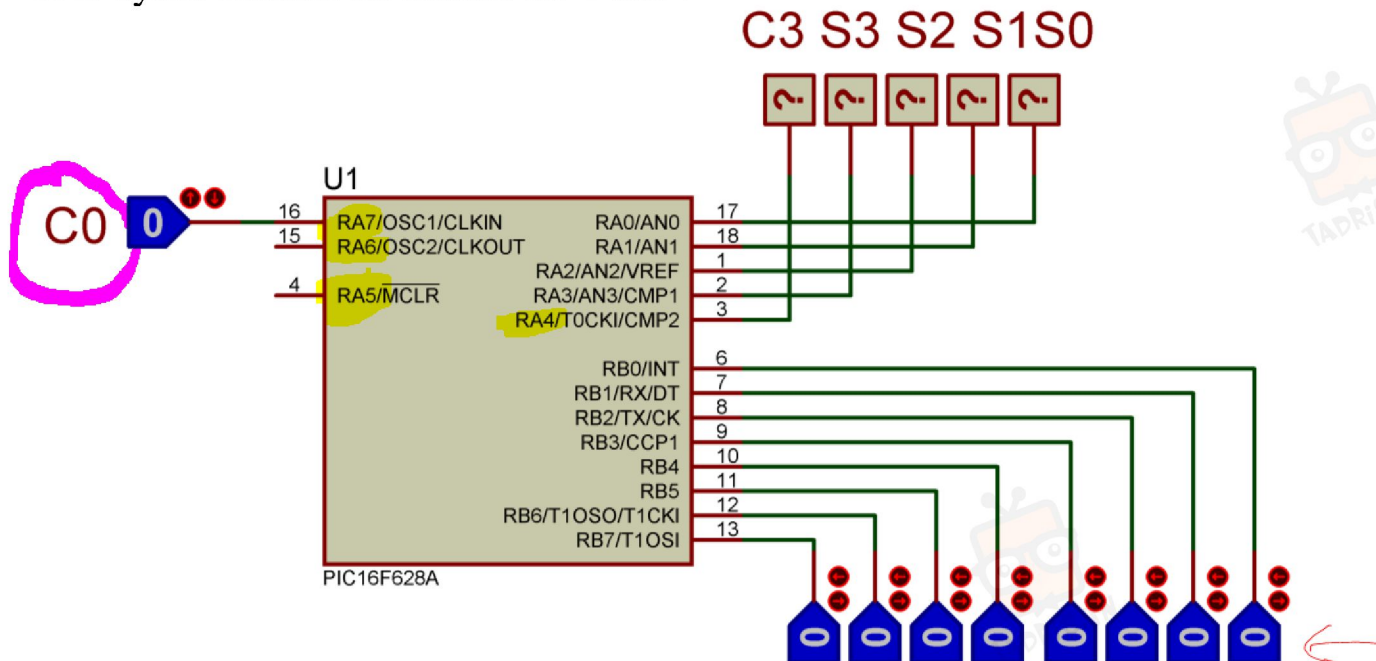 C3 S3 S2 S1 S0
? ? ? ? ?
U1
C0 0
16 RA7/OSC1/CLKIN RA0/AN0 17
15 RA6/OSC2/CLKOUT RA1/AN1 18
RA2/AN2/VREF 1
4 RA5/MCLR RA3/AN3/CMP1 2
RA4/T0CKI/CMP2 3
RB0/INT 6
RB1/RX/DT 7
RB2/TX/CK 8
RB3/CCP1 9
RB4 10
RB5 11
RB6/T1OSO/T1CKI 12
RB7/T1OSI 13
PIC16F628A
0 0 0 0 0 0 0 0